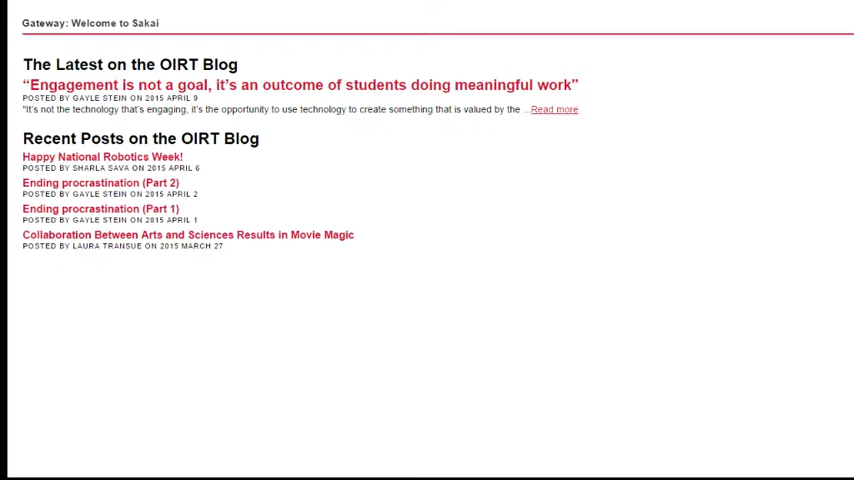 Gateway: Welcome to Sakai
The Latest on the OIRT Blog
“Engagement is not a goal, it’s an outcome of students doing meaningful work”
POSTED BY GAYLE STEIN ON 2015 APRIL 9
"It's not the technology that's engaging, it's the opportunity to use technology to create something that is valued by the ...Read more
Recent Posts on the OIRT Blog
Happy National Robotics Week!
POSTED BY SHARLA SAVA ON 2015 APRIL 6
Ending procrastination (Part 2)
POSTED BY GAYLE STEIN ON 2015 APRIL 2
Ending procrastination (Part 1)
POSTED BY GAYLE STEIN ON 2015 APRIL 1
Collaboration Between Arts and Sciences Results in Movie Magic
POSTED BY LAURA TRANSUE ON 2015 MARCH 27